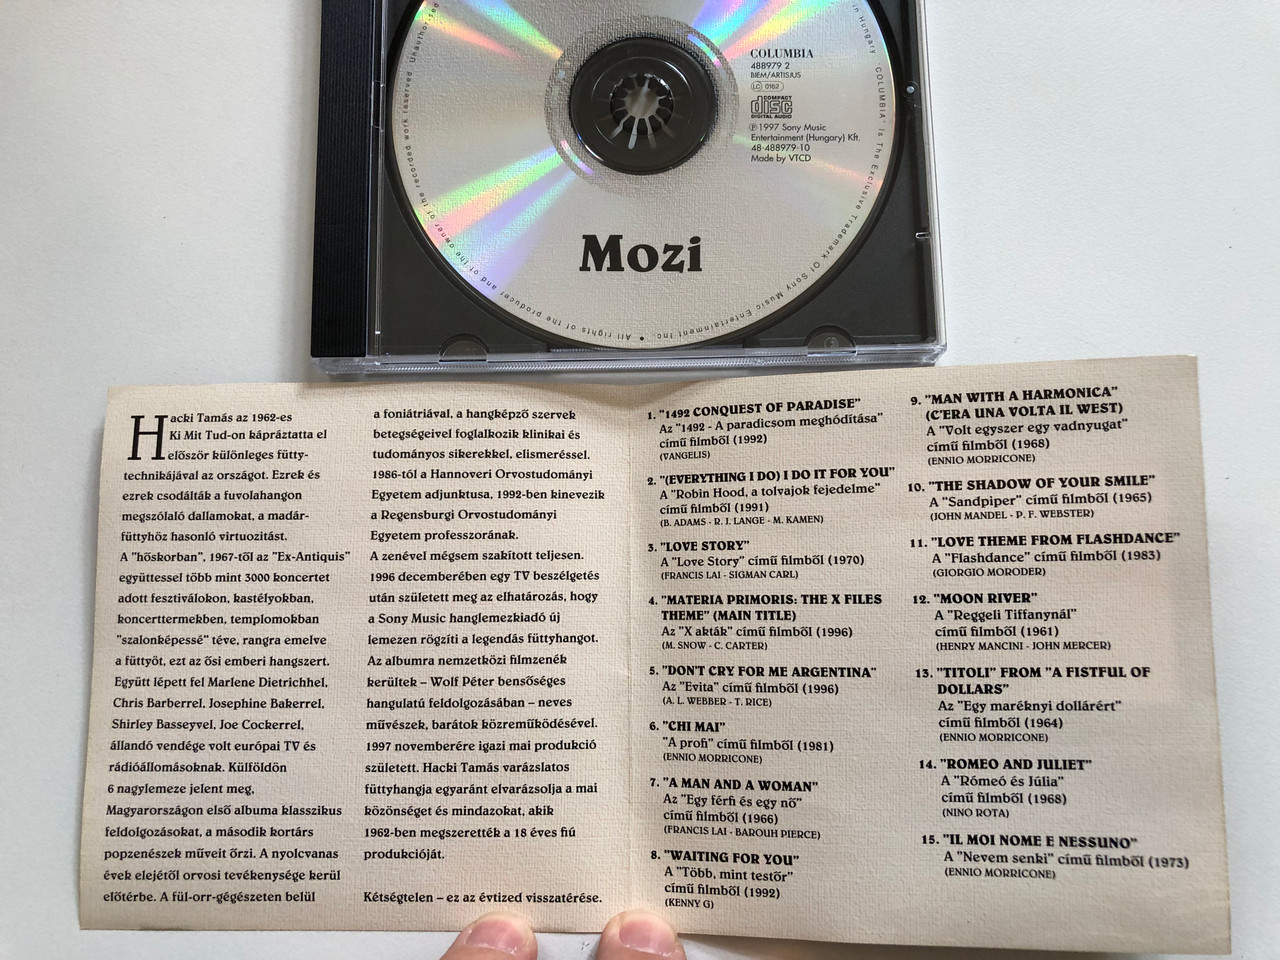 COLUMBIA
488979 2
BIEM/ARTISJUS
LC 0162
COMPACT
disc
DIGITAL AUDIO
℗ 1997 Sony Music
Entertainment (Hungary) Kft.
48-488979-10
Made by VTCD
Mozi
in Hungary "COLUMBIA" Is The Exclusive Trademark Of Sony Music Entertainment Inc. • All rights of the producer and of the owner of the recorded work reserved. Unauthor
Hacki Tamás az 1962-es
Ki Mit Tud-on kápráztatta el
először különleges fütty-
technikájával az országot. Ezrek és
ezrek csodálták a fuvolahangon
megszólaló dallamokat, a madár-
füttyhöz hasonló virtuozitást.
A "hőskorban", 1967-től az "Ex-Antiquis"
együttessel több mint 3000 koncertet
adott fesztiválokon, kastélyokban,
koncerttermekben, templomokban
"szalonképessé" téve, rangra emelve
a füttyöt, ezt az ősi emberi hangszert.
Együtt lépett fel Marlene Dietrichhel,
Chris Barberrel, Josephine Bakerrel,
Shirley Basseyvel, Joe Cockerrel,
állandó vendége volt európai TV és
rádióállomásoknak. Külföldön
6 nagylemeze jelent meg,
Magyarországon első albuma klasszikus
feldolgozásokat, a második kortárs
popzenészek műveit őrzi. A nyolcvanas
évek elejétől orvosi tevékenysége kerül
előtérbe. A fül-orr-gégészeten belül
a foniátriával, a hangképző szervek
betegségeivel foglalkozik klinikai és
tudományos sikerekkel, elismeréssel.
1986-tól a Hannoveri Orvostudományi
Egyetem adjunktusa, 1992-ben kinevezik
a Regensburgi Orvostudományi
Egyetem professzorának.
A zenével mégsem szakított teljesen.
1996 decemberében egy TV beszélgetés
után született meg az elhatározás, hogy
a Sony Music hanglemezkiadó új
lemezen rögzíti a legendás füttyhangot.
Az albumra nemzetközi filmzenék
kerültek – Wolf Péter bensőséges
hangulatú feldolgozásában – neves
művészek, barátok közreműködésével.
1997 novemberére igazi mai produkció
született. Hacki Tamás varázslatos
füttyhangja egyaránt elvarázsolja a mai
közönséget és mindazokat, akik
1962-ben megszerették a 18 éves fiú
produkcióját.
Kétségtelen – ez az évtized visszatérése.
1. "1492 CONQUEST OF PARADISE"
Az "1492 - A paradicsom meghódítása"
című filmből (1992)
(VANGELIS)
2. "(EVERYTHING I DO) I DO IT FOR YOU"
A "Robin Hood, a tolvajok fejedelme"
című filmből (1991)
(B. ADAMS - R. J. LANGE - M. KAMEN)
3. "LOVE STORY"
A "Love Story" című filmből (1970)
(FRANCIS LAI - SIGMAN CARL)
4. "MATERIA PRIMORIS: THE X FILES
THEME" (MAIN TITLE)
Az "X akták" című filmből (1996)
(M. SNOW - C. CARTER)
5. "DON'T CRY FOR ME ARGENTINA"
Az "Evita" című filmből (1996)
(A. L. WEBBER - T. RICE)
6. "CHI MAI"
"A profi" című filmből (1981)
(ENNIO MORRICONE)
7. "A MAN AND A WOMAN"
Az "Egy férfi és egy nő"
című filmből (1966)
(FRANCIS LAI - BAROUH PIERCE)
8. "WAITING FOR YOU"
A "Több, mint testőr"
című filmből (1992)
(KENNY G)
9. "MAN WITH A HARMONICA"
(C'ERA UNA VOLTA IL WEST)
A "Volt egyszer egy vadnyugat"
című filmből (1968)
(ENNIO MORRICONE)
10. "THE SHADOW OF YOUR SMILE"
A "Sandpiper" című filmből (1965)
(JOHN MANDEL - P. F. WEBSTER)
11. "LOVE THEME FROM FLASHDANCE"
A "Flashdance" című filmből (1983)
(GIORGIO MORODER)
12. "MOON RIVER"
A "Reggeli Tiffanynál"
című filmből (1961)
(HENRY MANCINI - JOHN MERCER)
13. "TITOLI" FROM "A FISTFUL OF
DOLLARS"
Az "Egy maréknyi dollárért"
című filmből (1964)
(ENNIO MORRICONE)
14. "ROMEO AND JULIET"
A "Rómeó és Júlia"
című filmből (1968)
(NINO ROTA)
15. "IL MOI NOME E NESSUNO"
A "Nevem senki" című filmből (1973)
(ENNIO MORRICONE)